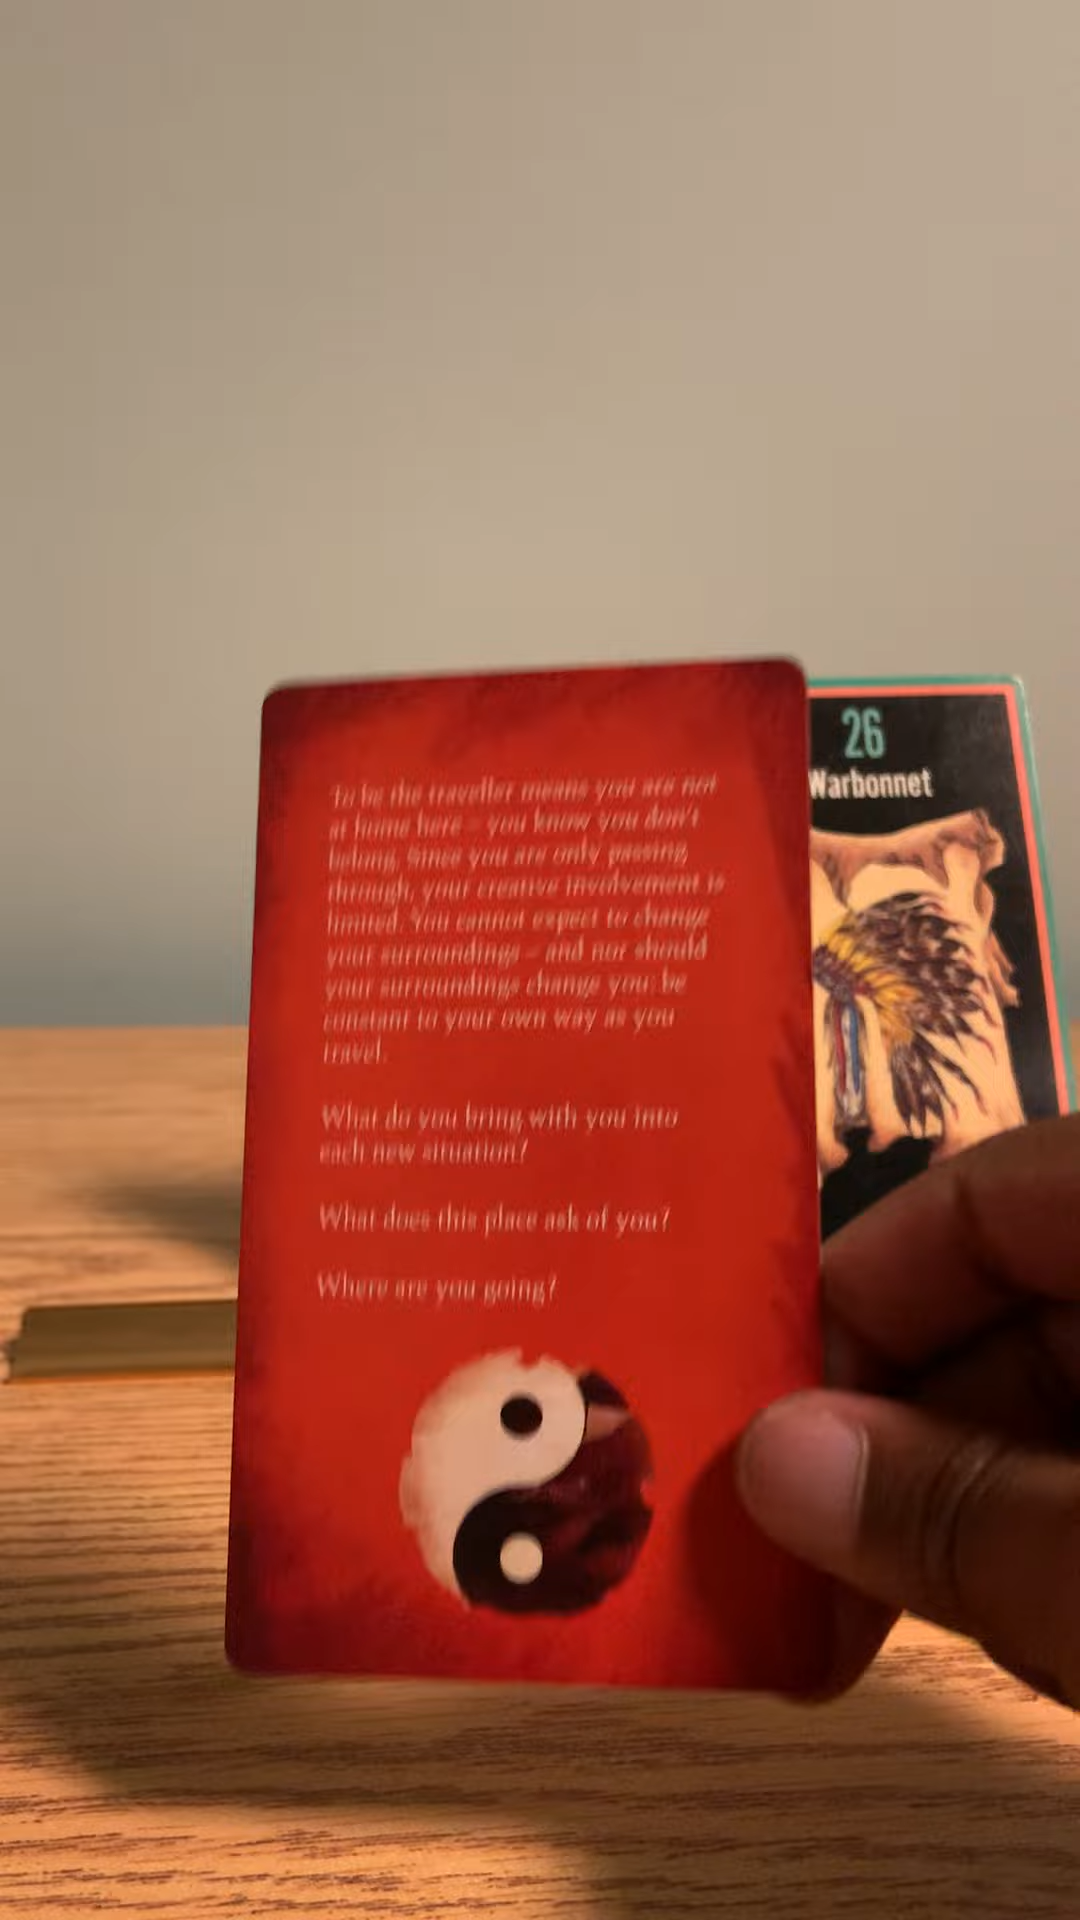 To be the traveller means you are not
at home here – you know you don't
belong. Since you are only passing
through, your creative involvement is
limited. You cannot expect to change
your surroundings – and nor should
your surroundings change you: be
constant to your own way as you
travel.
What do you bring with you into
each new situation?
What does this place ask of you?
Where are you going?
26
Warbonnet